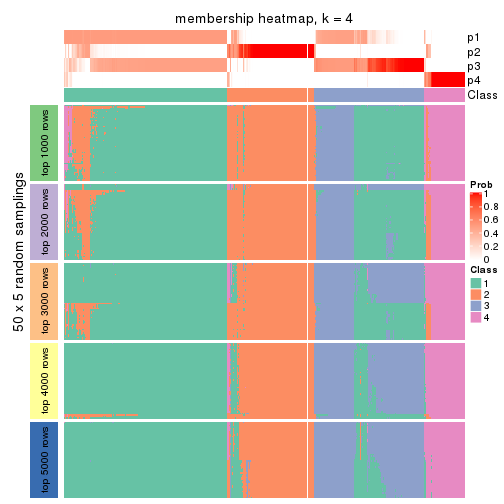 membership heatmap, k = 4
p1
p2
p3
p4
Class
50 x 5 random samplings
top 1000 rows
top 2000 rows
top 3000 rows
top 4000 rows
top 5000 rows
Prob
1
0.8
0.6
0.4
0.2
0
Class
1
2
3
4